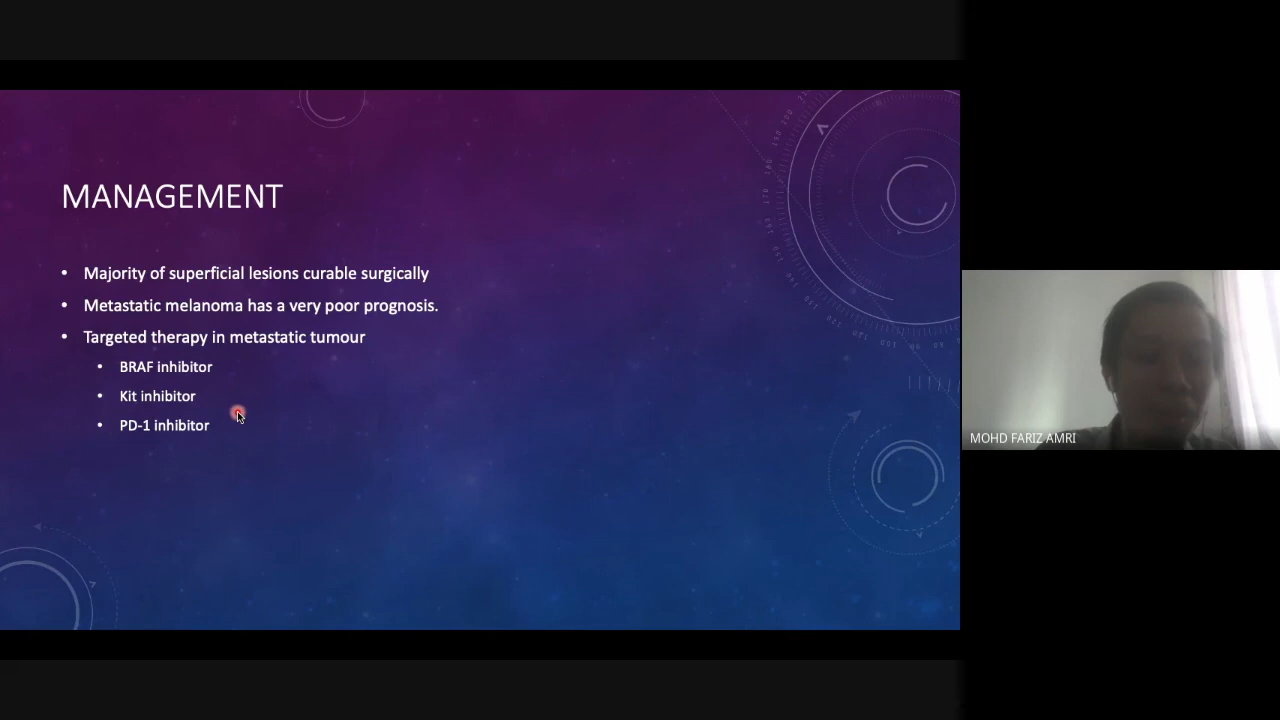 MANAGEMENT
• Majority of superficial lesions curable surgically
• Metastatic melanoma has a very poor prognosis.
• Targeted therapy in metastatic tumour
• BRAF inhibitor
• Kit inhibitor
• PD-1 inhibitor
MOHD FARIZ AMRI